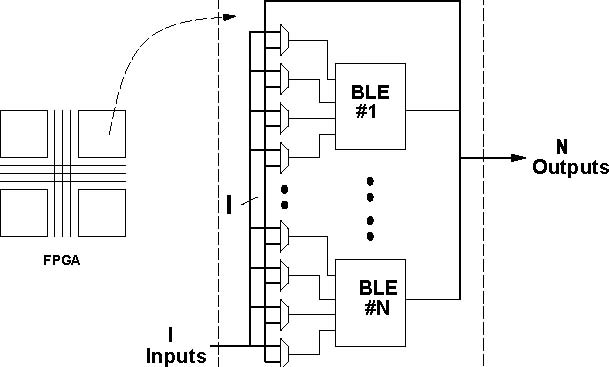 BLE
#1
N
Outputs
I
FPGA
BLE
#N
I
Inputs